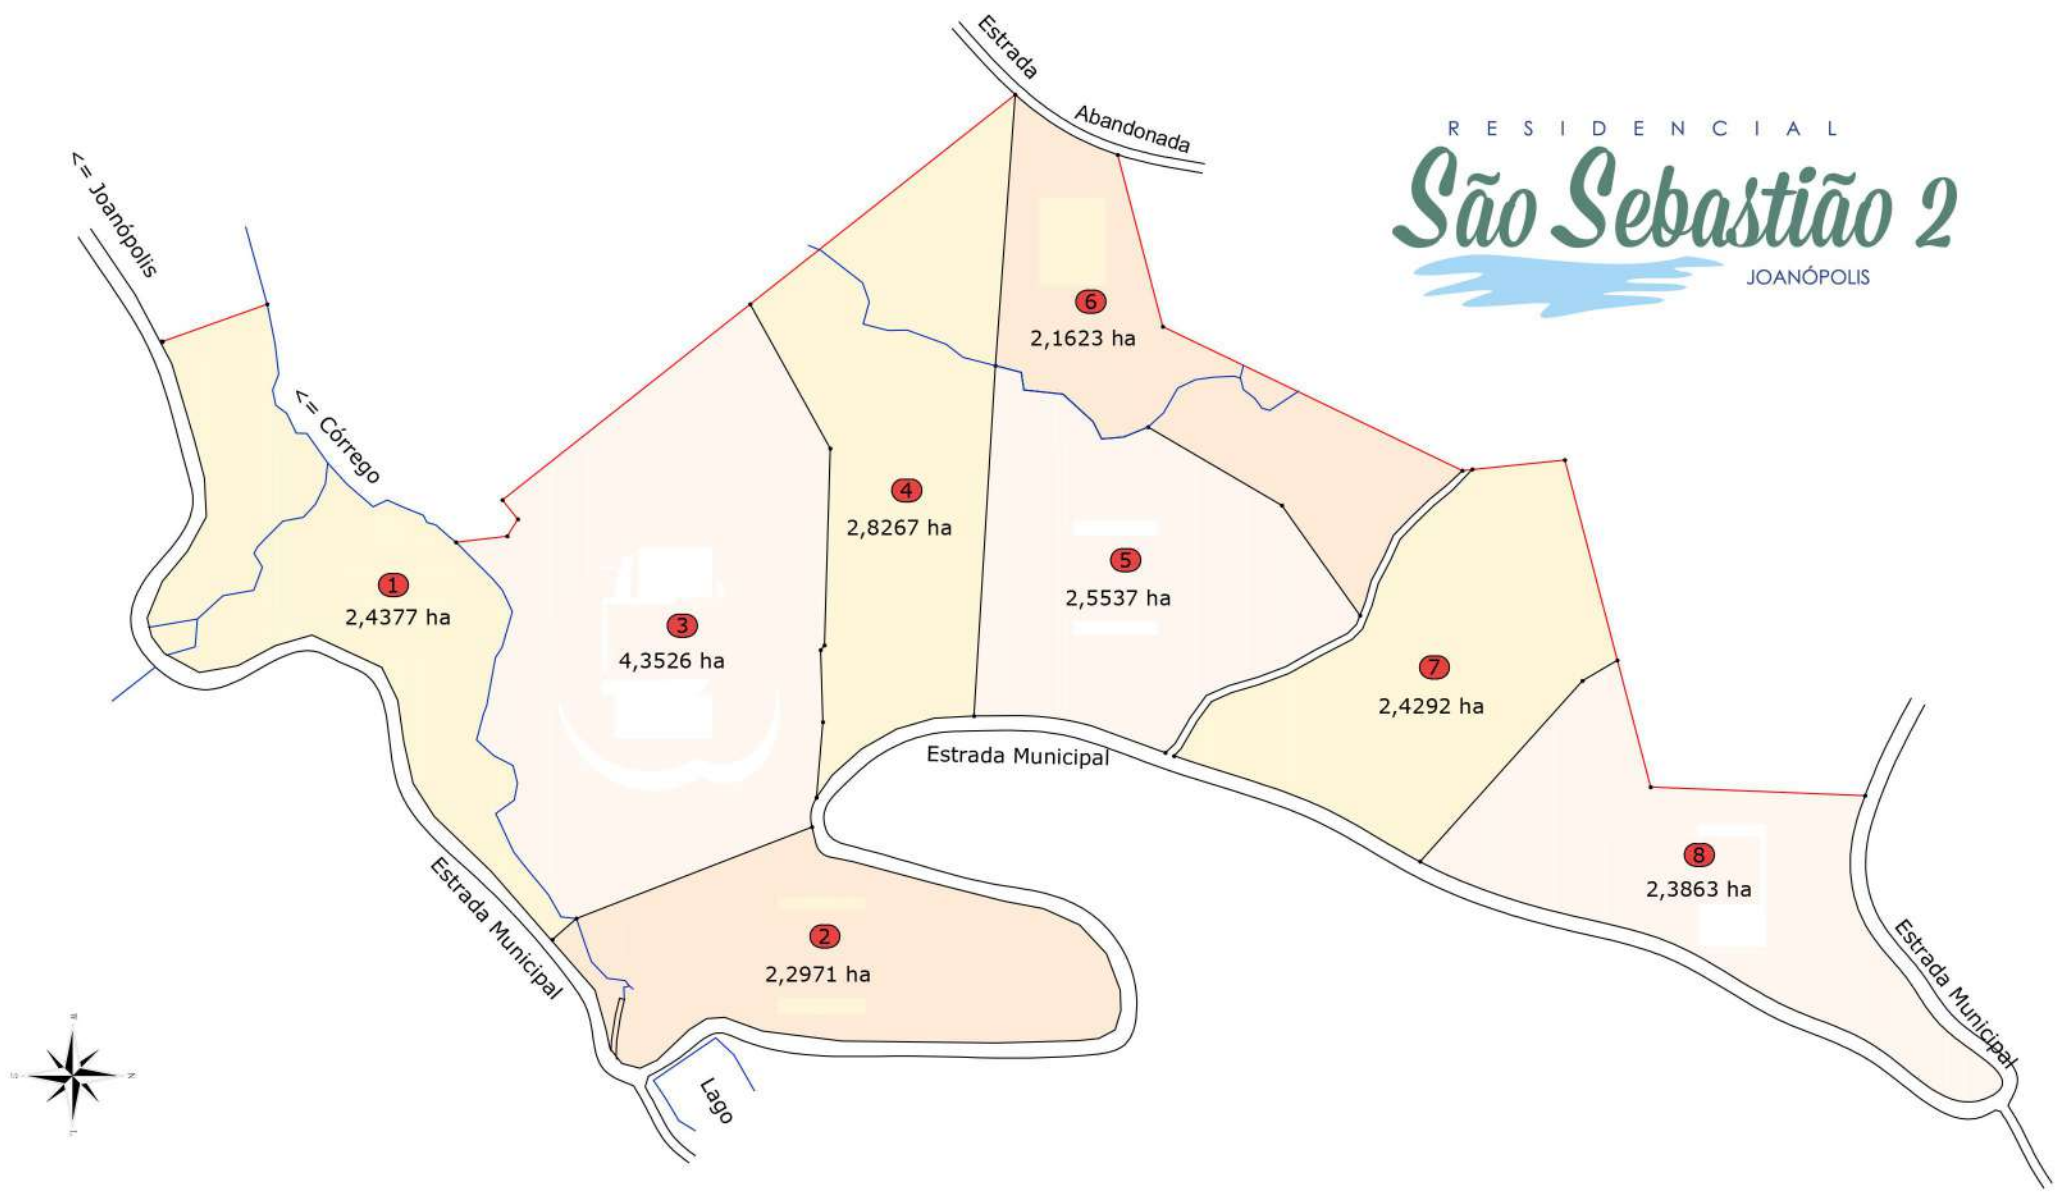 Estrada
Abandonada
RESIDENCIAL
São Sebastião 2
JOANÓPOLIS
<= Joanópolis
<= Córrego
6
2,1623 ha
4
2,8267 ha
5
2,5537 ha
1
2,4377 ha
3
4,3526 ha
7
2,4292 ha
Estrada Municipal
8
2,3863 ha
Estrada Municipal
2
2,2971 ha
Estrada Municipal
Lago
N